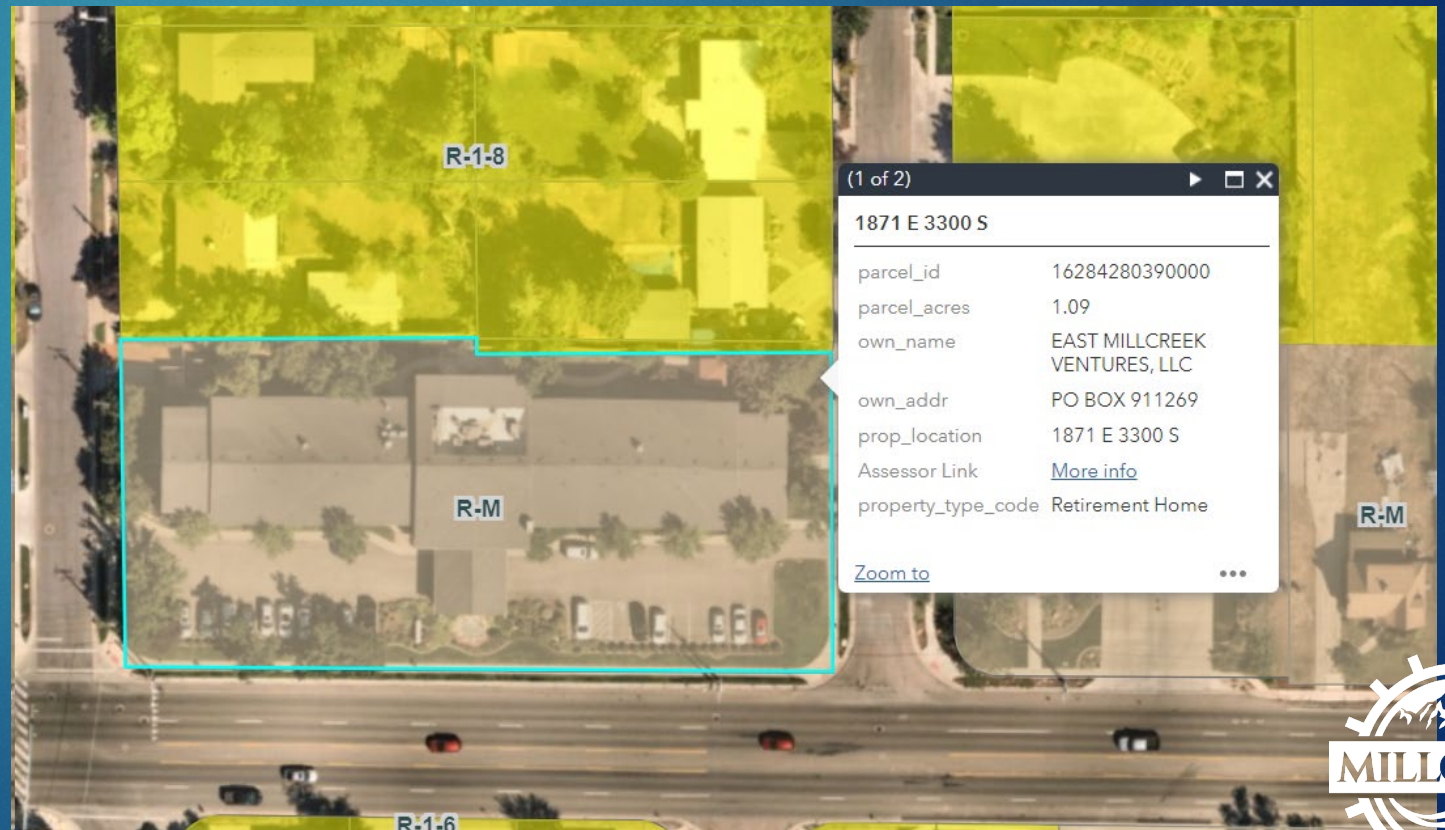 R-1-8
(1 of 2)
1871 E 3300 S
parcel_id 16284280390000
parcel_acres 1.09
own_name EAST MILLCREEK
VENTURES, LLC
own_addr PO BOX 911269
prop_location 1871 E 3300 S
Assessor Link More info
property_type_code Retirement Home
Zoom to
R-M
R-M
R-1-6